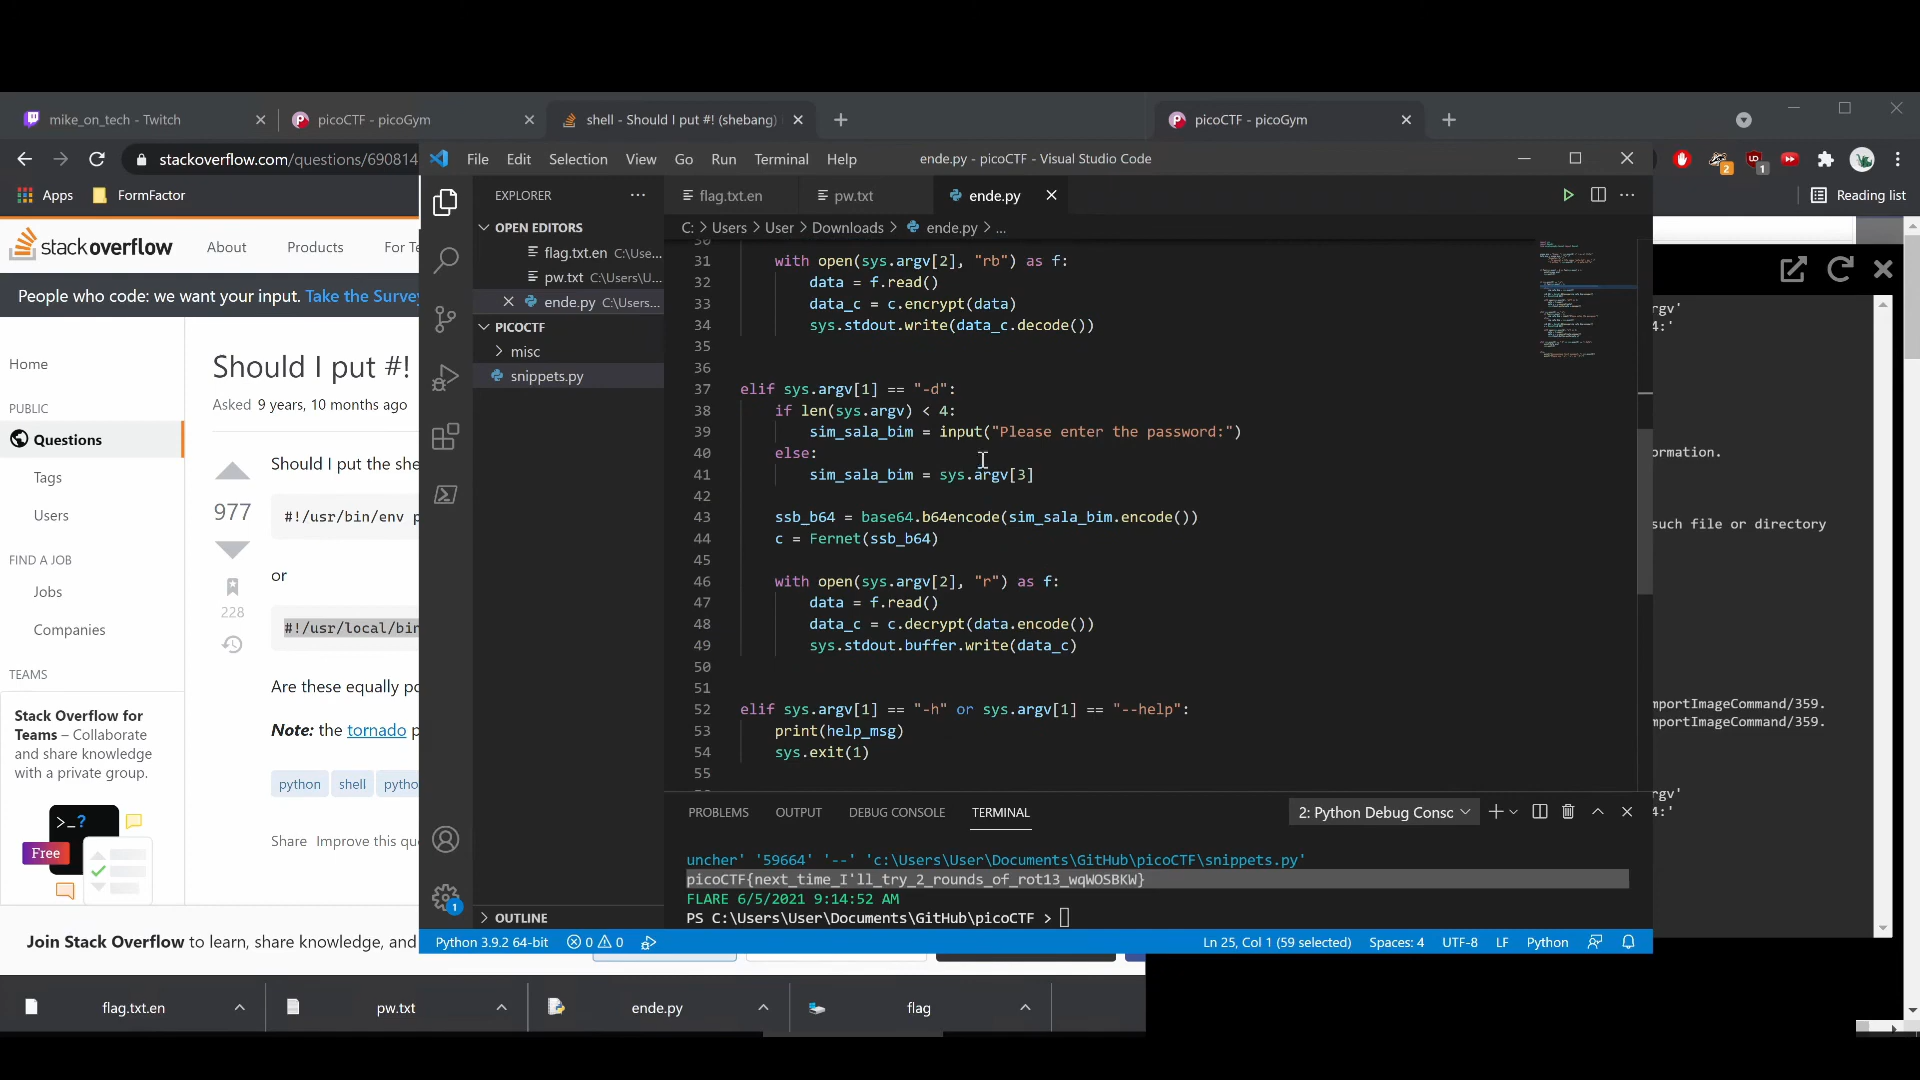 mike_on_tech - Twitch
picoCTF - picoGym
shell - Should I put #! (shebang)
picoCTF - picoGym
stackoverflow.com/questions/690814
File Edit Selection View Go Run Terminal Help
ende.py - picoCTF - Visual Studio Code
2
1
Apps
FormFactor
Reading list
stackoverflow
About
Products
For Te
People who code: we want your input. Take the Survey
Home
PUBLIC
Questions
Tags
Users
FIND A JOB
Jobs
Companies
TEAMS
Stack Overflow for
Teams – Collaborate
and share knowledge
with a private group.
>_?
Free
Should I put #!
Asked 9 years, 10 months ago
977
228
Should I put the she
#!/usr/bin/env p
or
#!/usr/local/bin
Are these equally po
Note: the tornado p
python shell pytho
Share Improve this qu
Join Stack Overflow to learn, share knowledge, and
EXPLORER
OPEN EDITORS
flag.txt.en C:\Use...
pw.txt C:\Users\U...
ende.py C:\Users...
PICOCTF
misc
snippets.py
OUTLINE
1
flag.txt.en
pw.txt
ende.py
C: > Users > User > Downloads > ende.py > ...
30
31 with open(sys.argv[2], "rb") as f:
32 data = f.read()
33 data_c = c.encrypt(data)
34 sys.stdout.write(data_c.decode())
35
36
37 elif sys.argv[1] == "-d":
38 if len(sys.argv) < 4:
39 sim_sala_bim = input("Please enter the password:")
40 else:
41 sim_sala_bim = sys.argv[3]
42
43 ssb_b64 = base64.b64encode(sim_sala_bim.encode())
44 c = Fernet(ssb_b64)
45
46 with open(sys.argv[2], "r") as f:
47 data = f.read()
48 data_c = c.decrypt(data.encode())
49 sys.stdout.buffer.write(data_c)
50
51
52 elif sys.argv[1] == "-h" or sys.argv[1] == "--help":
53 print(help_msg)
54 sys.exit(1)
55
PROBLEMS OUTPUT DEBUG CONSOLE TERMINAL
2: Python Debug Consc
uncher' '59664' '--' 'c:\Users\User\Documents\GitHub\picoCTF\snippets.py'
picoCTF{next_time_I'll_try_2_rounds_of_rot13_wqWOSBKW}
FLARE 6/5/2021 9:14:52 AM
PS C:\Users\User\Documents\GitHub\picoCTF >
Python 3.9.2 64-bit
0 0
Ln 25, Col 1 (59 selected)
Spaces: 4
UTF-8
LF
Python
rgv'
4:'
ormation.
such file or directory
mportImageCommand/359.
mportImageCommand/359.
rgv'
4:'
flag.txt.en
pw.txt
ende.py
flag